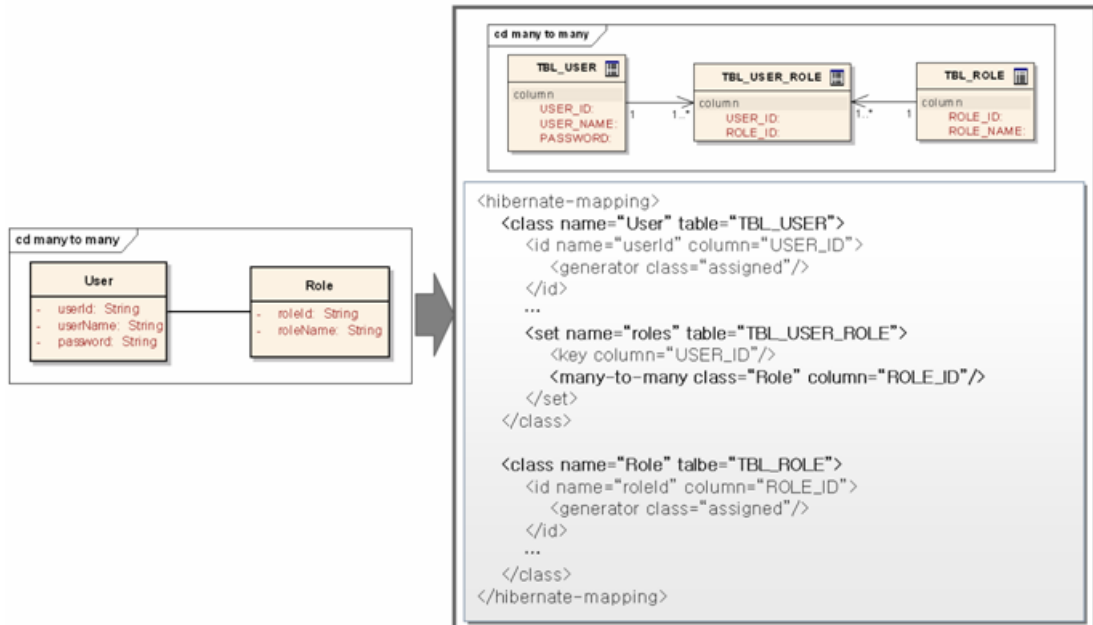 cd many to many
User
- userId: String
- userName: String
- password: String
Role
- roleId: String
- roleName: String
cd many to many
TBL_USER
column
USER_ID:
USER_NAME:
PASSWORD:
1
1..*
TBL_USER_ROLE
column
USER_ID:
ROLE_ID:
1..*
1
TBL_ROLE
column
ROLE_ID:
ROLE_NAME:
<hibernate-mapping>
<class name="User" table="TBL_USER">
<id name="userId" column="USER_ID">
<generator class="assigned"/>
</id>
...
<set name="roles" table="TBL_USER_ROLE">
<key column="USER_ID"/>
<many-to-many class="Role" column="ROLE_ID"/>
</set>
</class>
<class name="Role" talbe="TBL_ROLE">
<id name="roleId" column="ROLE_ID">
<generator class="assigned"/>
</id>
...
</class>
</hibernate-mapping>